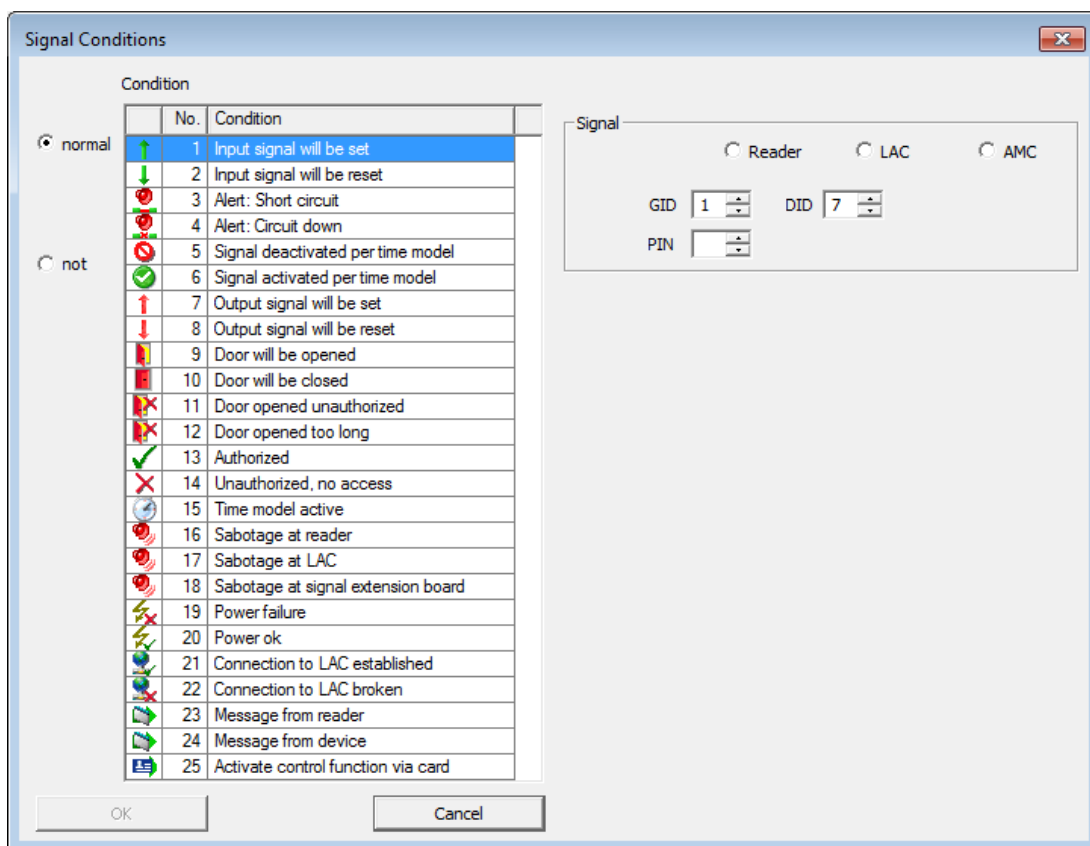 Signal Conditions
Condition
normal
not
No. Condition
1 Input signal will be set
2 Input signal will be reset
3 Alert: Short circuit
4 Alert: Circuit down
5 Signal deactivated per time model
6 Signal activated per time model
7 Output signal will be set
8 Output signal will be reset
9 Door will be opened
10 Door will be closed
11 Door opened unauthorized
12 Door opened too long
13 Authorized
14 Unauthorized, no access
15 Time model active
16 Sabotage at reader
17 Sabotage at LAC
18 Sabotage at signal extension board
19 Power failure
20 Power ok
21 Connection to LAC established
22 Connection to LAC broken
23 Message from reader
24 Message from device
25 Activate control function via card
Signal
Reader LAC AMC
GID 1 DID 7
PIN
OK Cancel